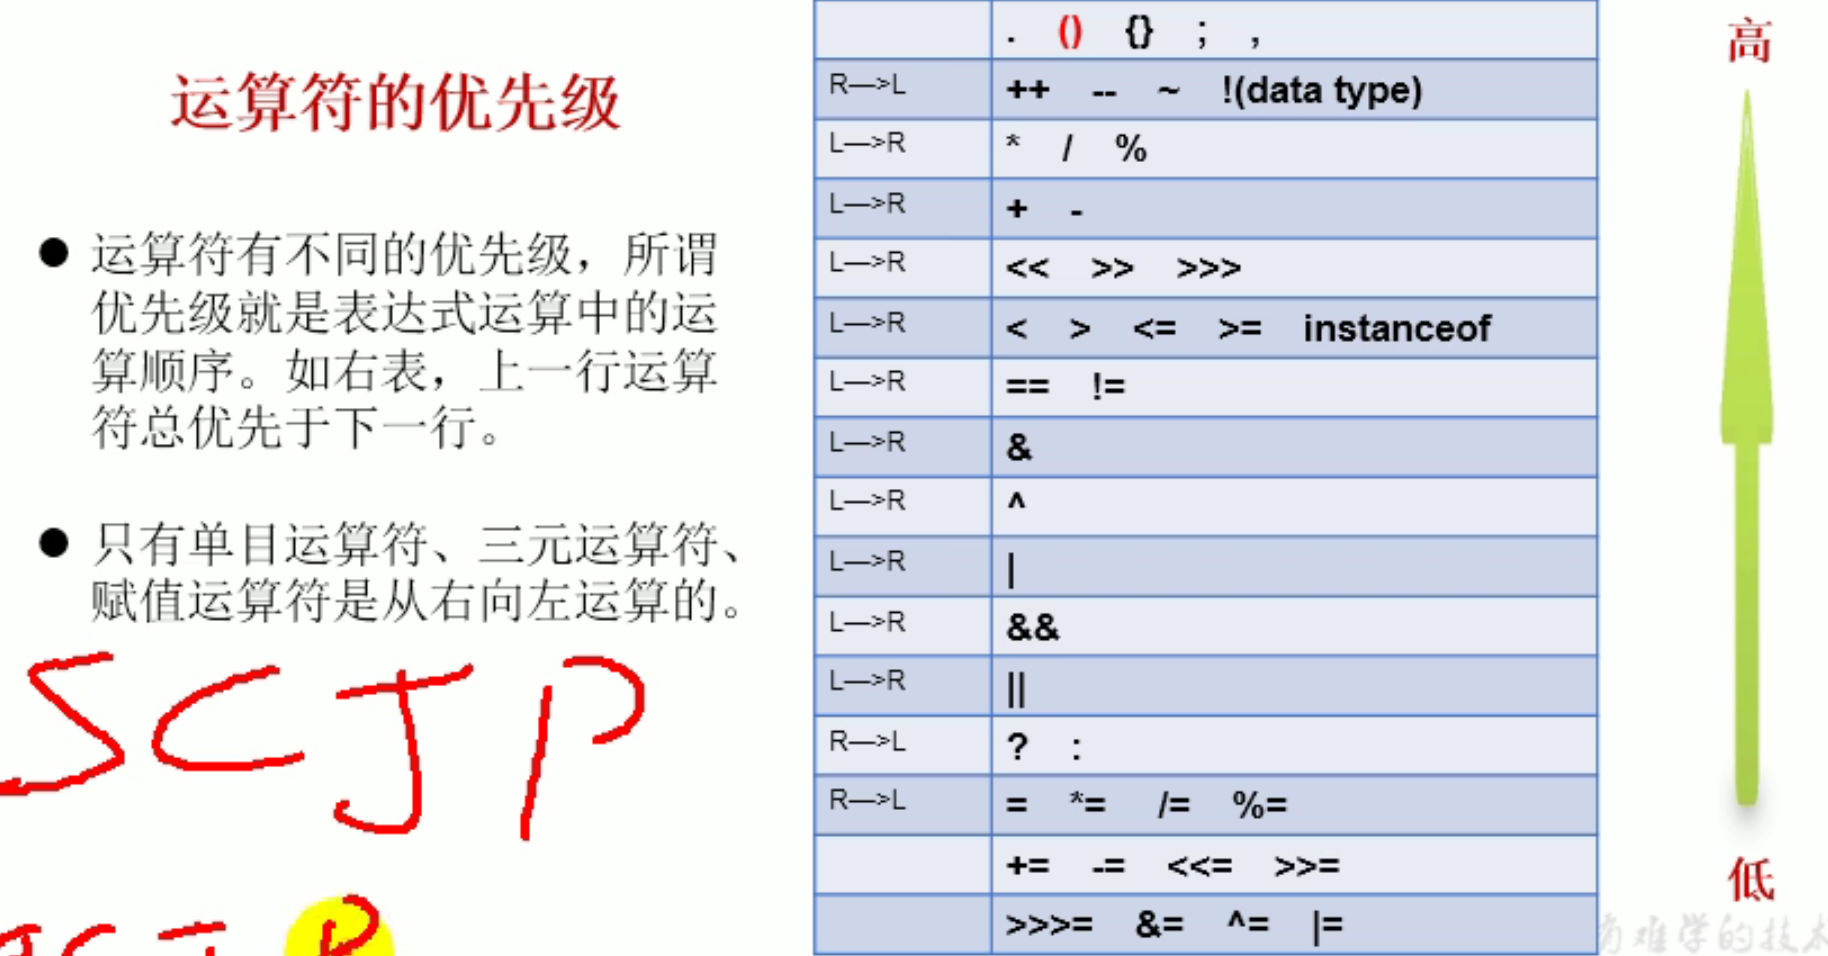 运算符的优先级
● 运算符有不同的优先级，所谓
优先级就是表达式运算中的运
算顺序。如右表，上一行运算
符总优先于下一行。
● 只有单目运算符、三元运算符、
赋值运算符是从右向左运算的。
SCJP
. () {} ; ,
R—>L ++ -- ~ !(data type)
L—>R * / %
L—>R + -
L—>R << >> >>>
L—>R < > <= >= instanceof
L—>R == !=
L—>R &
L—>R ^
L—>R |
L—>R &&
L—>R ||
R—>L ? :
R—>L = *= /= %=
+= -= <<= >>=
>>>= &= ^= |=
高
低
有难学的技术